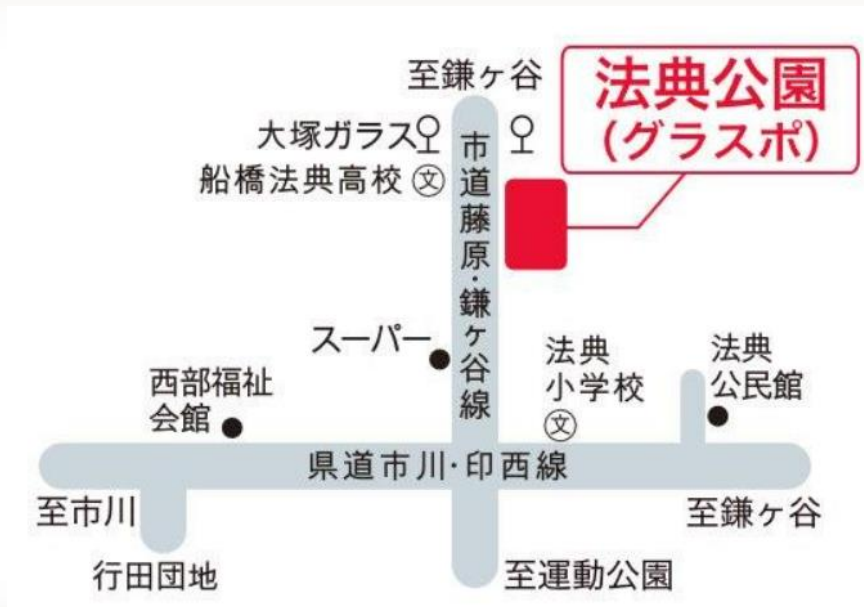 至鎌ヶ谷
法典公園
(グラスポ)
大塚ガラス
船橋法典高校 文
市道藤原・鎌ヶ谷線
スーパー
法典
小学校
文
法典
公民館
西部福祉
会館
県道市川・印西線
至市川
至鎌ヶ谷
行田団地
至運動公園